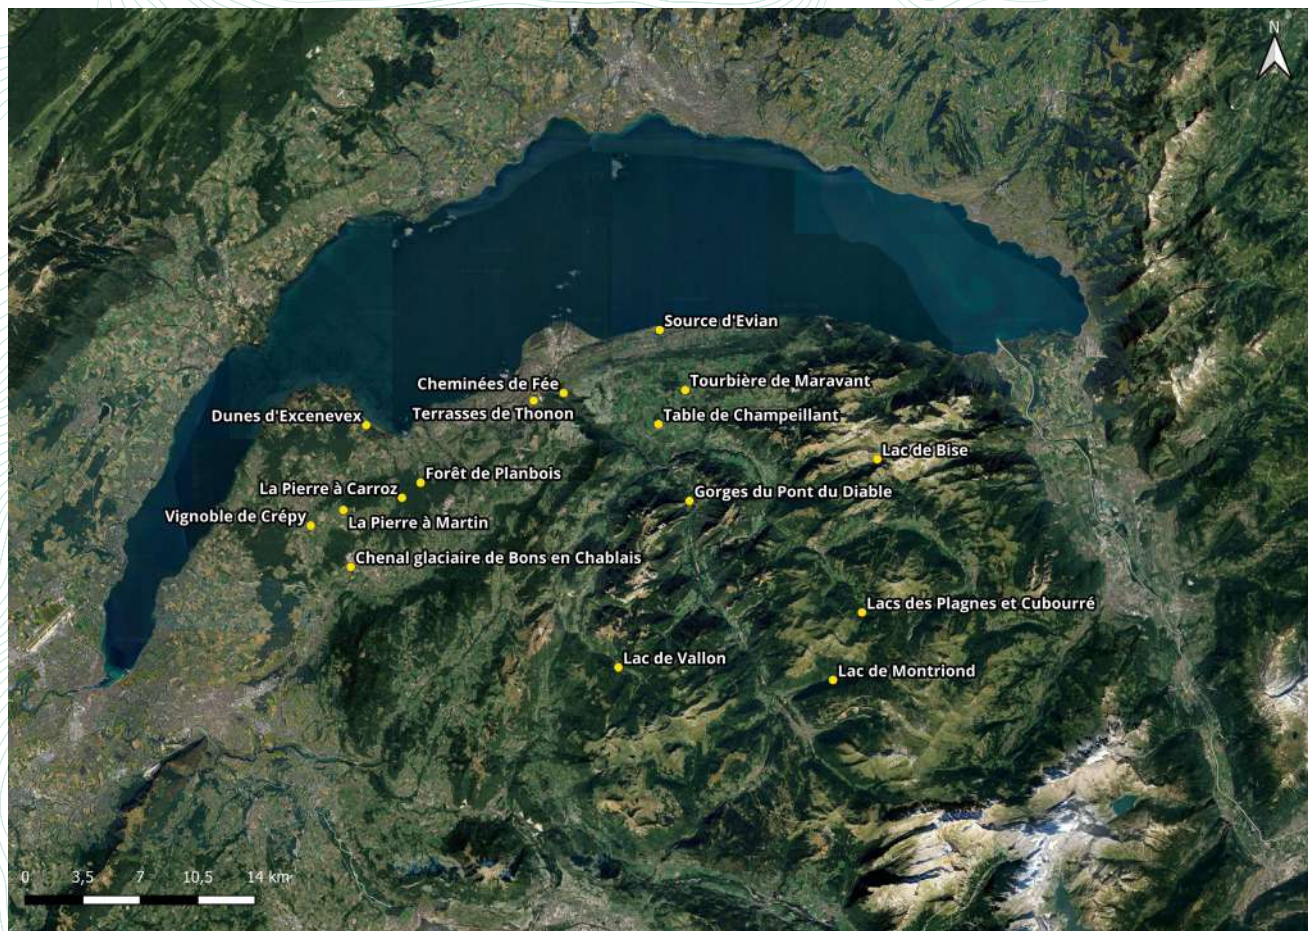 N
Source d'Evian
Cheminées de Fée
Tourbière de Maravant
Dunes d'Excenevex
Terrasses de Thonon
Table de Champeillant
Lac de Bise
Forêt de Planbois
La Pierre à Carroz
Gorges du Pont du Diable
Vignoble de Crépy
La Pierre à Martin
Chenal glaciaire de Bons en Chablais
Lacs des Plagnes et Cubourré
Lac de Vallon
Lac de Montriond
0 3,5 7 10,5 14 km